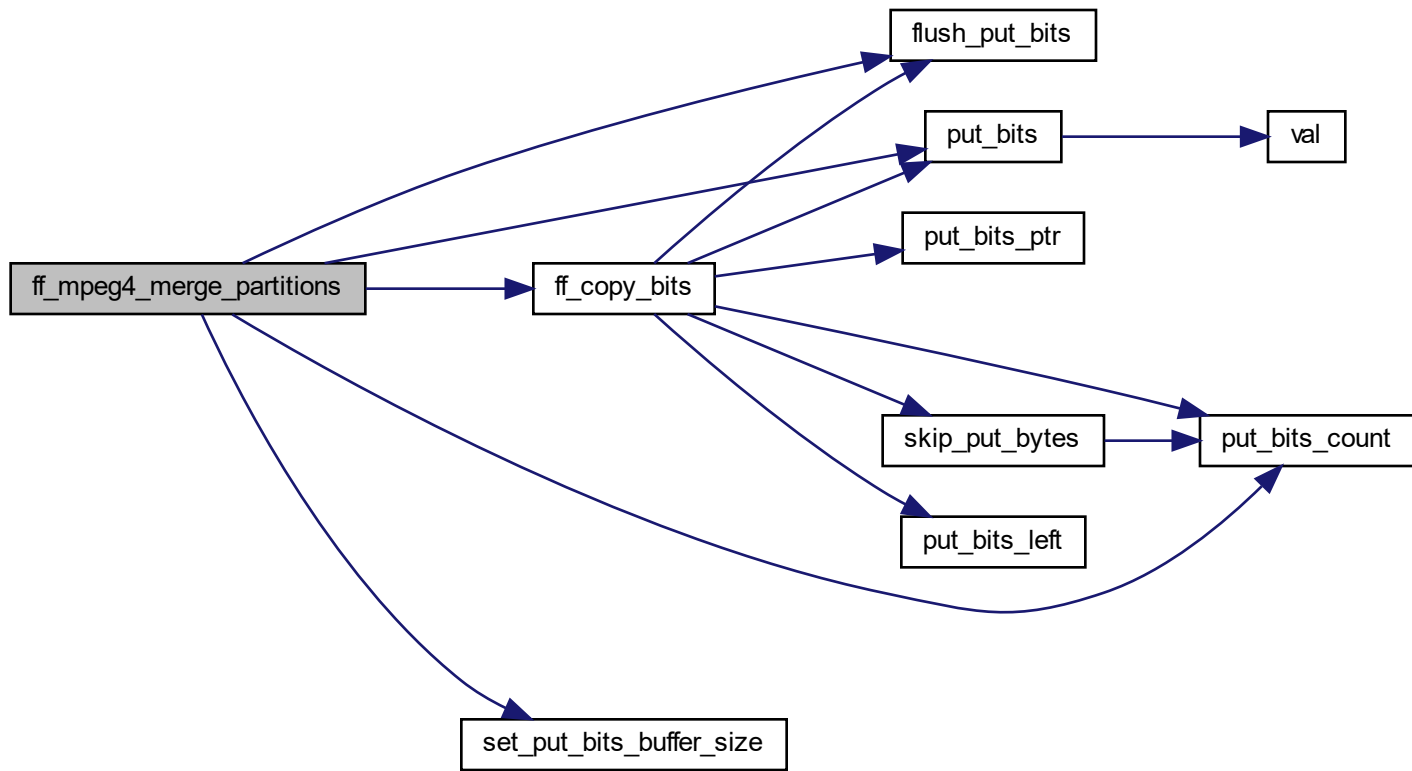 flush_put_bits
put_bits
val
put_bits_ptr
ff_mpeg4_merge_partitions
ff_copy_bits
skip_put_bytes
put_bits_count
put_bits_left
set_put_bits_buffer_size